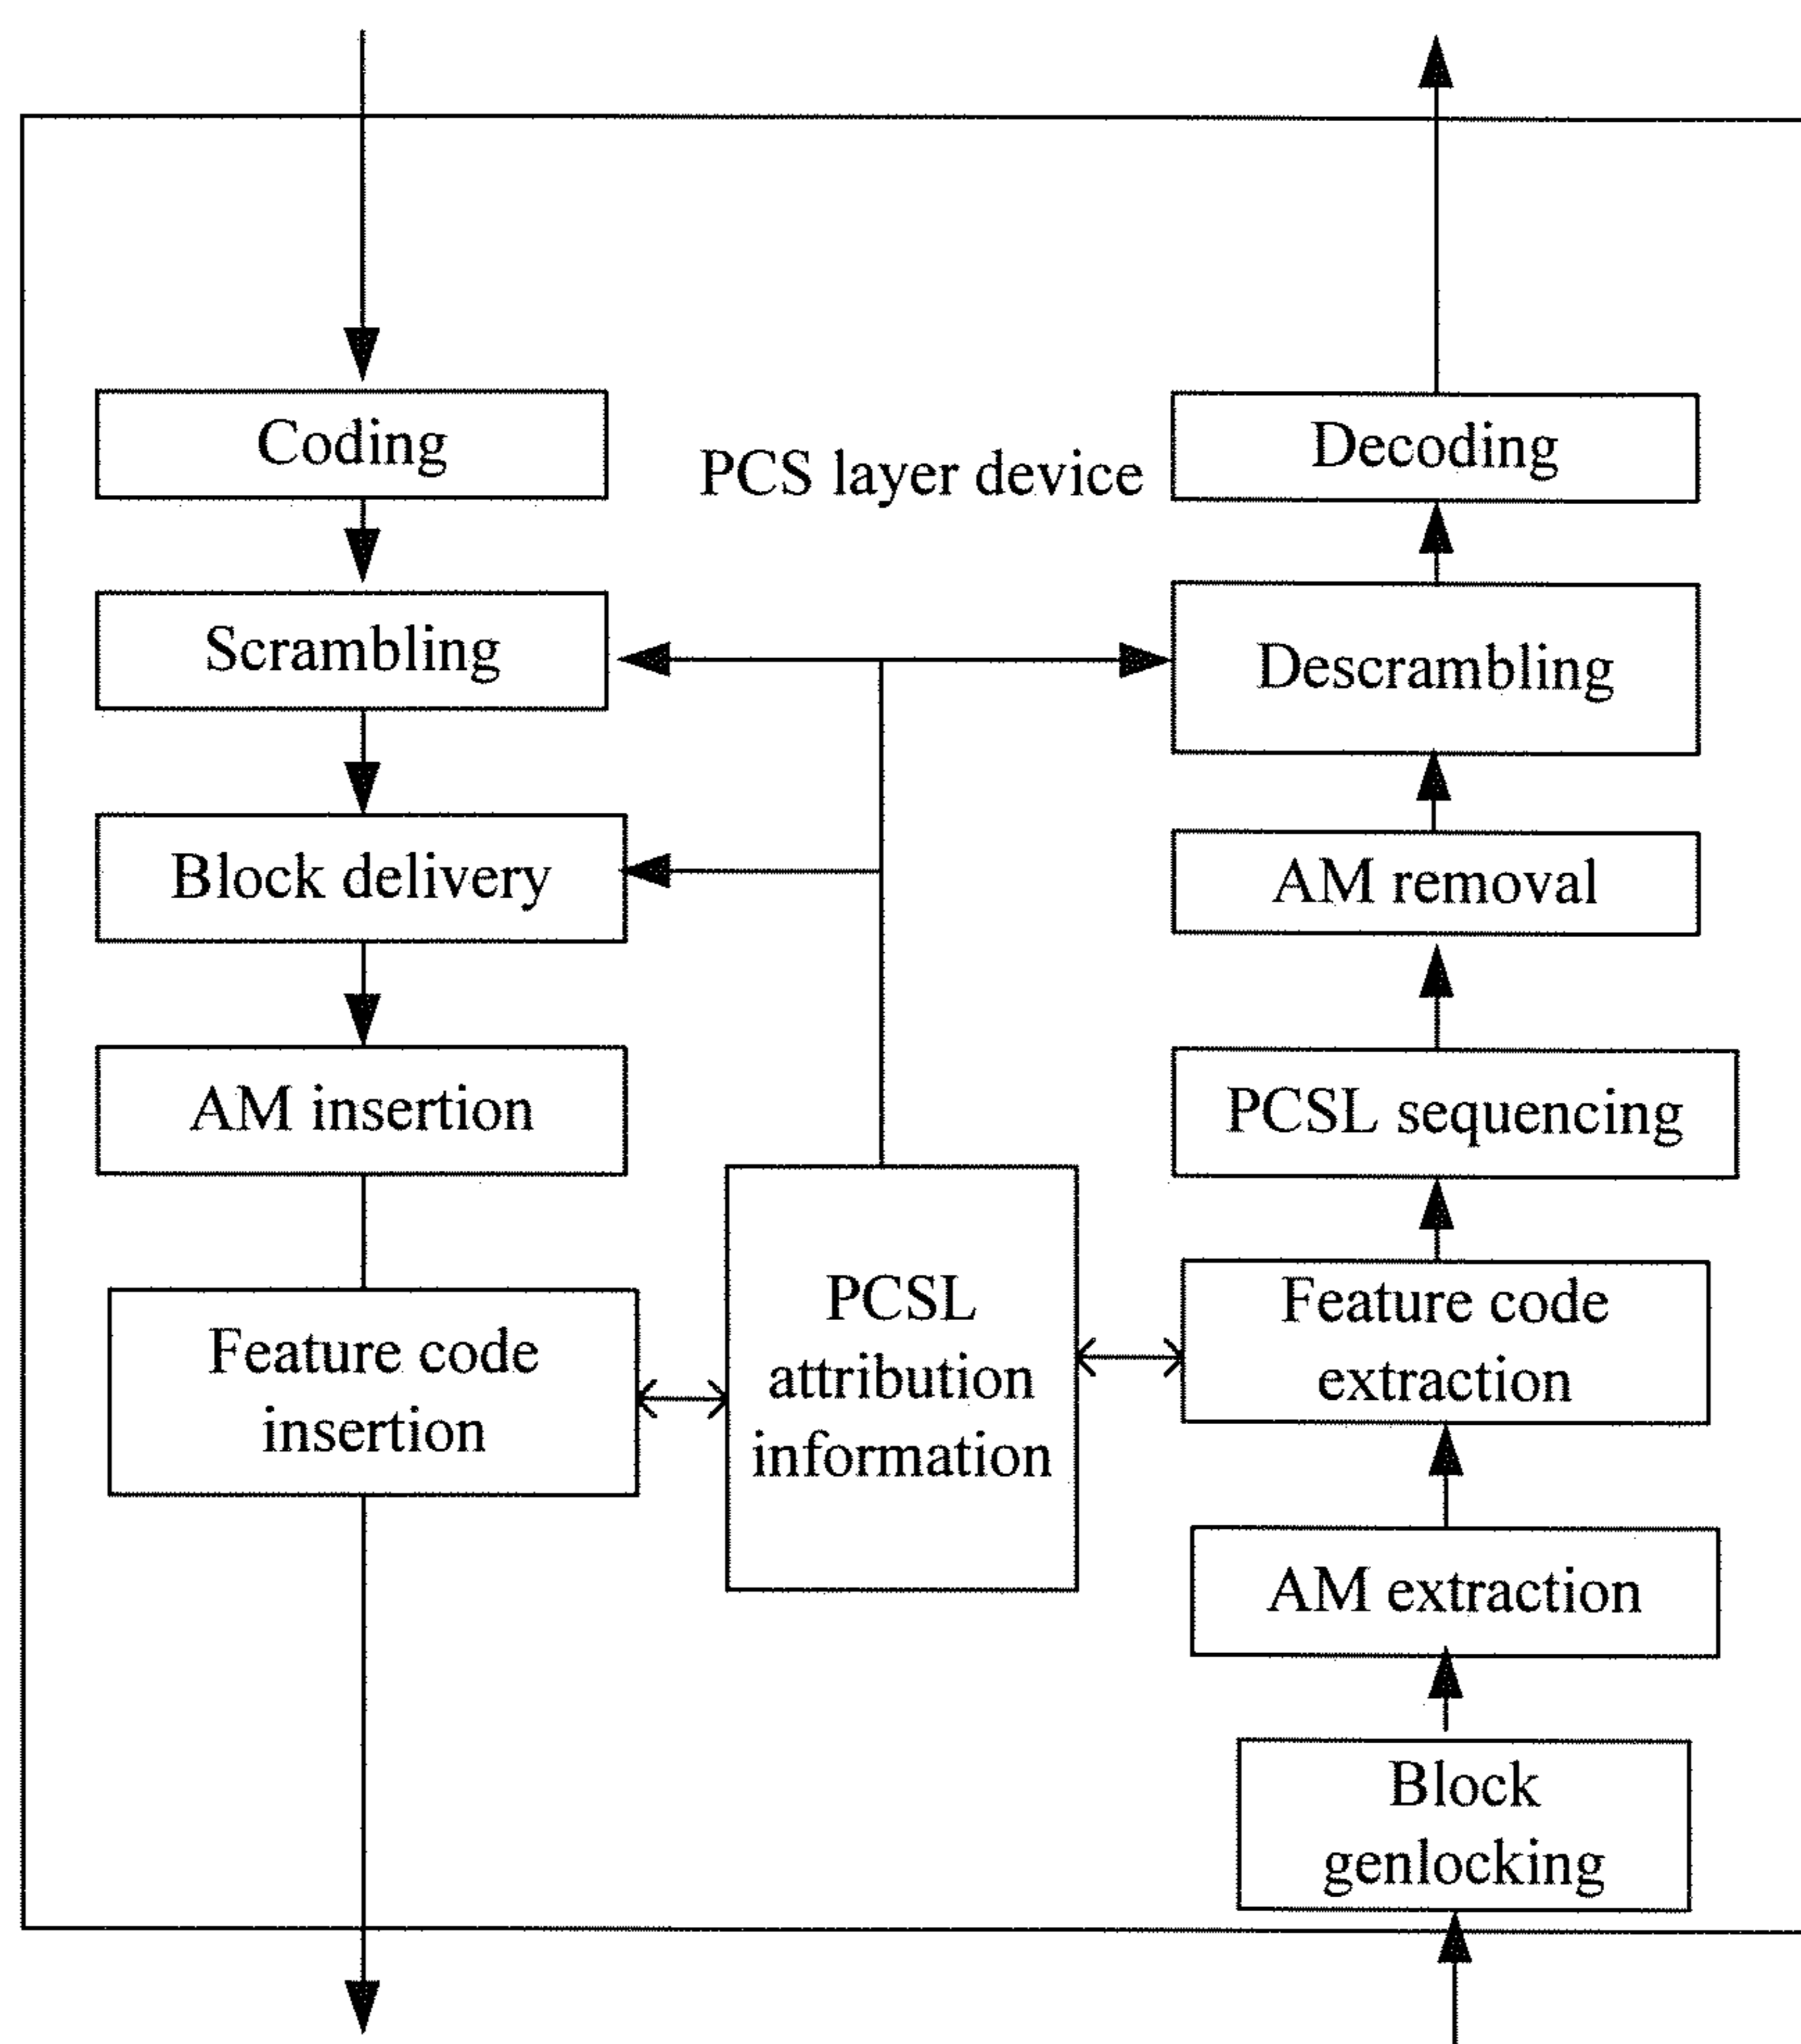 Coding
PCS layer device
Decoding
Scrambling
Descrambling
Block delivery
AM removal
AM insertion
PCSL sequencing
Feature code
insertion
PCSL
attribution
information
Feature code
extraction
AM extraction
Block
genlocking